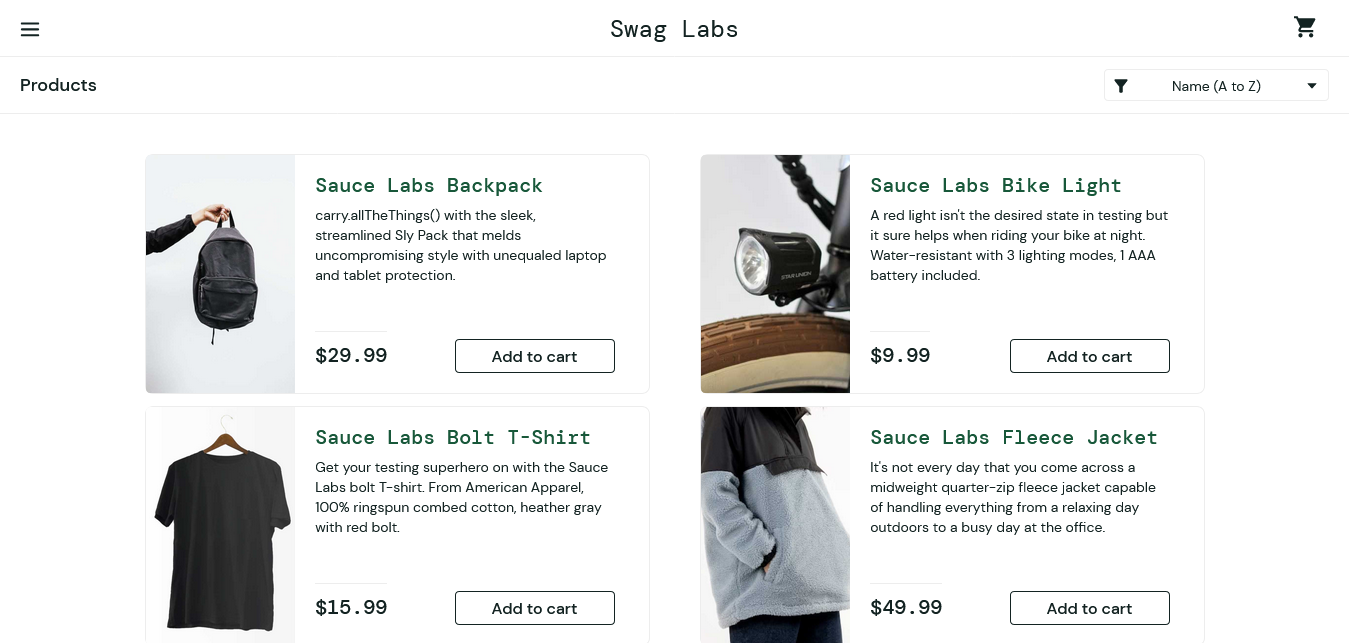 Swag Labs
Products
Name (A to Z)
Sauce Labs Backpack
carry.allTheThings() with the sleek,
streamlined Sly Pack that melds
uncompromising style with unequaled laptop
and tablet protection.
$29.99
Add to cart
Sauce Labs Bike Light
A red light isn't the desired state in testing but
it sure helps when riding your bike at night.
Water-resistant with 3 lighting modes, 1 AAA
battery included.
$9.99
Add to cart
STAR UNION
Sauce Labs Bolt T-Shirt
Get your testing superhero on with the Sauce
Labs bolt T-shirt. From American Apparel,
100% ringspun combed cotton, heather gray
with red bolt.
$15.99
Add to cart
Sauce Labs Fleece Jacket
It's not every day that you come across a
midweight quarter-zip fleece jacket capable
of handling everything from a relaxing day
outdoors to a busy day at the office.
$49.99
Add to cart